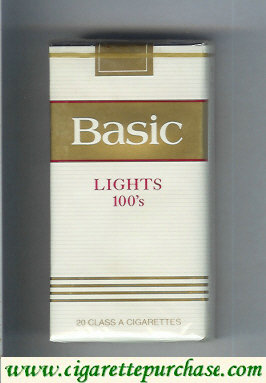 Basic
LIGHTS
100's
20 CLASS A CIGARETTES
www.cigarettepurchase.com